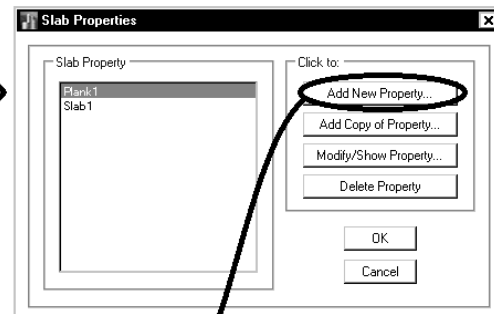 Slab Properties
Slab Property
Plank1
Slab1
Click to:
Add New Property...
Add Copy of Property...
Modify/Show Property...
Delete Property
OK
Cancel